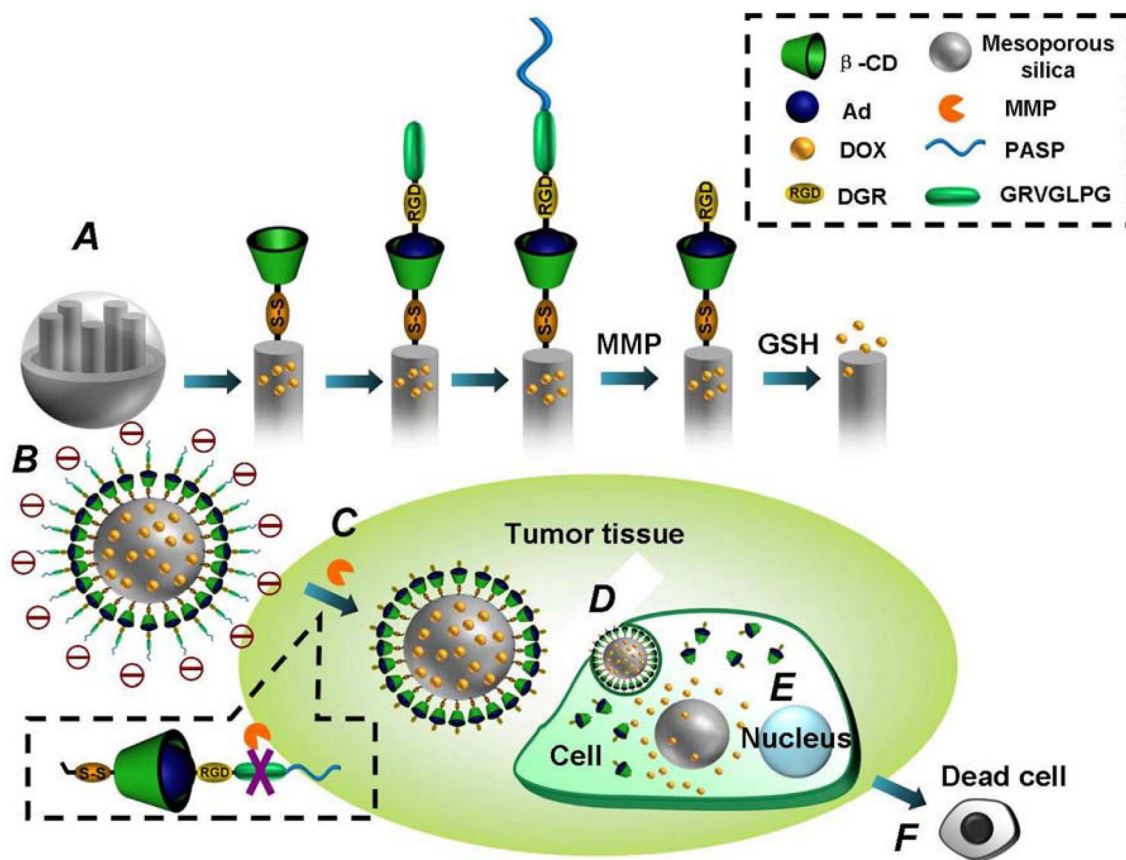 β-CD
Mesoporous
silica
Ad
MMP
DOX
PASP
RGD
DGR
GRVGLPG
A
S-S
RGD
S-S
RGD
S-S
MMP
RGD
S-S
GSH
B
C
Tumor tissue
D
E
Nucleus
Cell
S-S
RGD
Dead cell
F